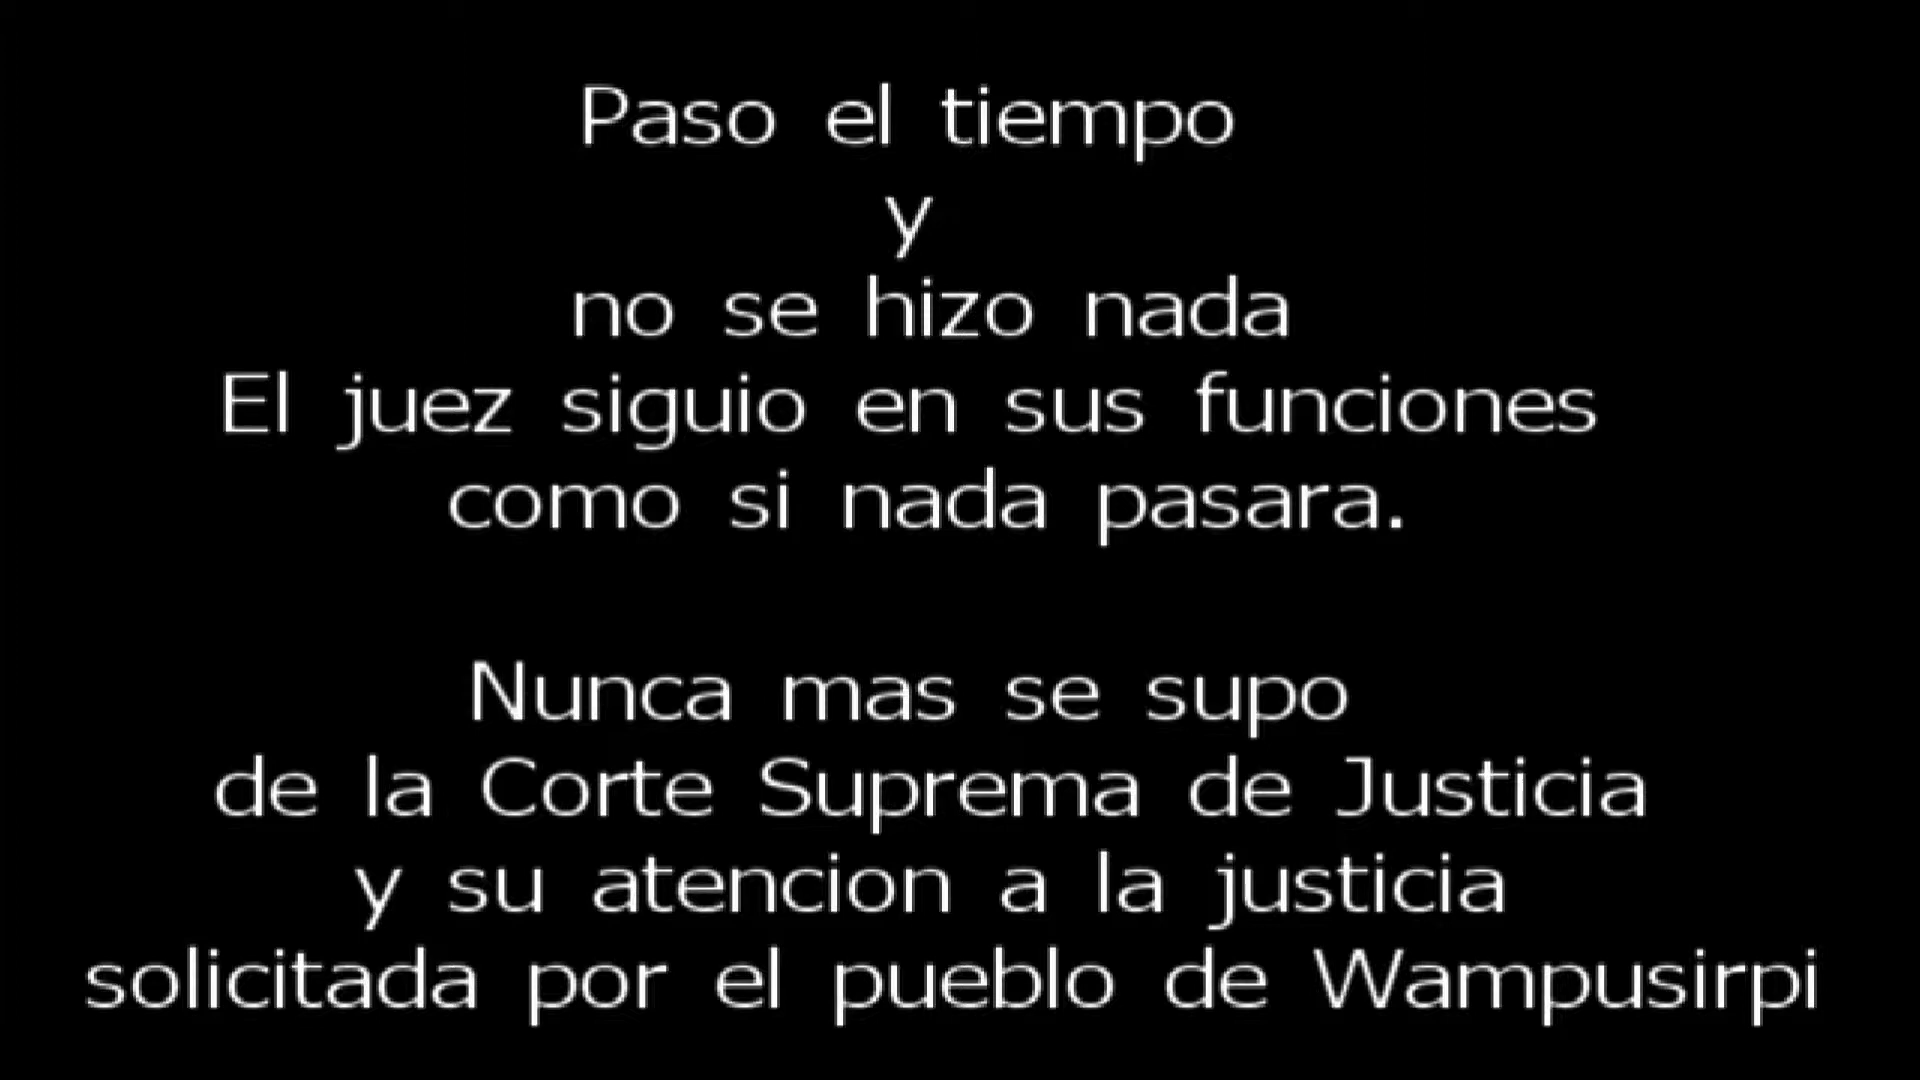 Paso el tiempo
y
no se hizo nada
El juez siguio en sus funciones
como si nada pasara.
Nunca mas se supo
de la Corte Suprema de Justicia
y su atencion a la justicia
solicitada por el pueblo de Wampusirpi